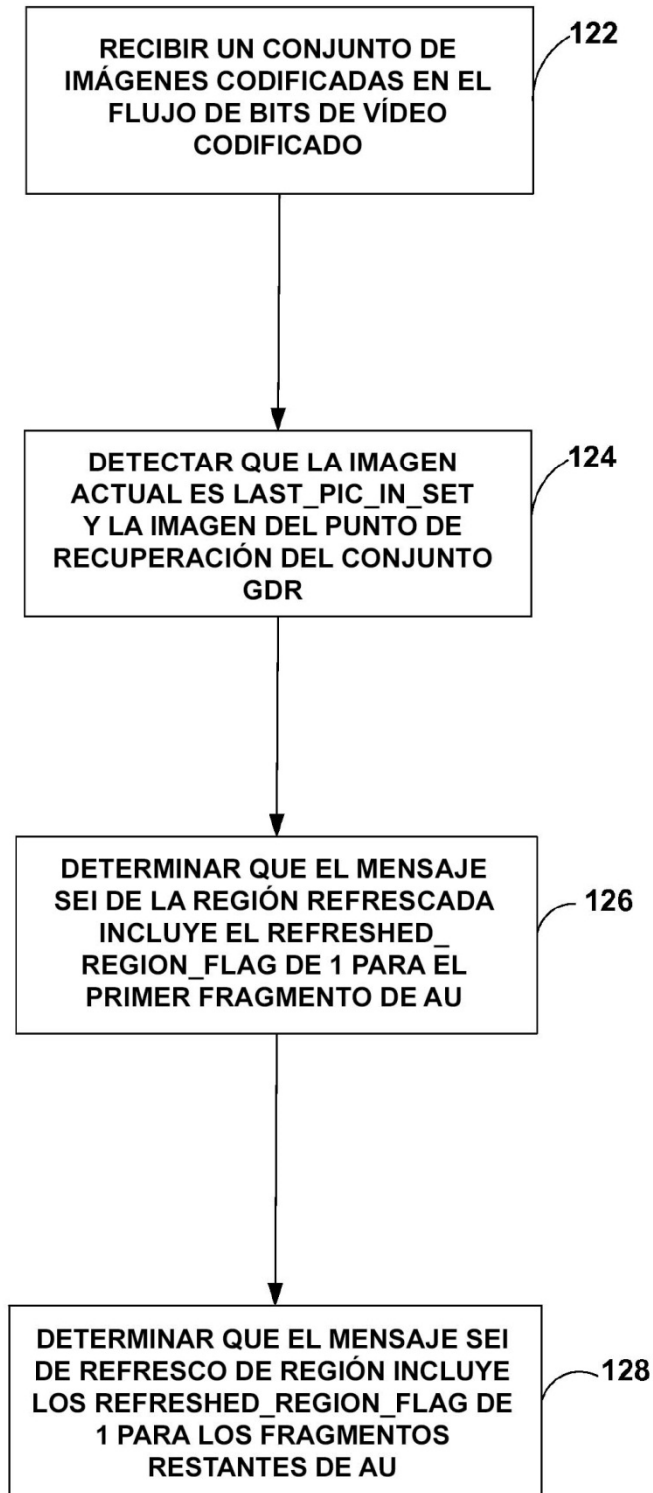 RECIBIR UN CONJUNTO DE
IMÁGENES CODIFICADAS EN EL
FLUJO DE BITS DE VÍDEO
CODIFICADO
122
DETECTAR QUE LA IMAGEN
ACTUAL ES LAST_PIC_IN_SET
Y LA IMAGEN DEL PUNTO DE
RECUPERACIÓN DEL CONJUNTO
GDR
124
DETERMINAR QUE EL MENSAJE
SEI DE LA REGIÓN REFRESCADA
INCLUYE EL REFRESHED_
REGION_FLAG DE 1 PARA EL
PRIMER FRAGMENTO DE AU
126
DETERMINAR QUE EL MENSAJE SEI
DE REFRESCO DE REGIÓN INCLUYE
LOS REFRESHED_REGION_FLAG DE
1 PARA LOS FRAGMENTOS
RESTANTES DE AU
128